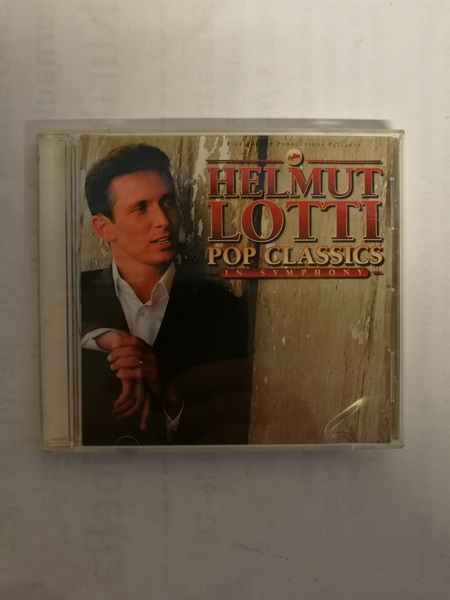 HELMUT
LOTTI
POP CLASSICS
IN SYMPHONY